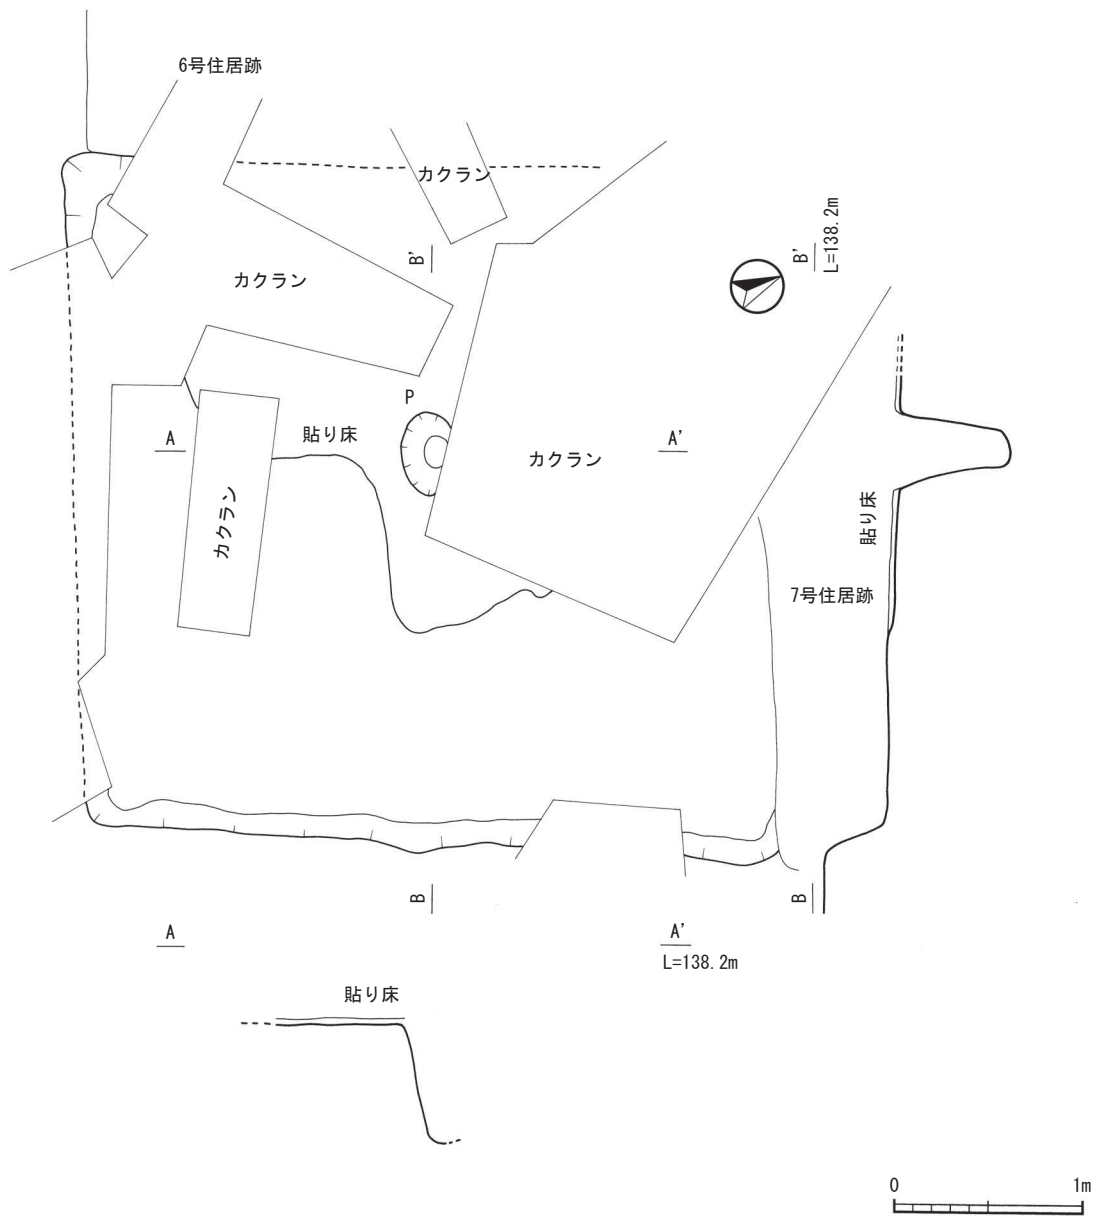 6号住居跡
カクラン
B'
B'
L=138.2m
カクラン
P
A
貼り床
A'
カクラン
カクラン
貼り床
7号住居跡
B
B
A
A'
L=138.2m
貼り床
0
1m